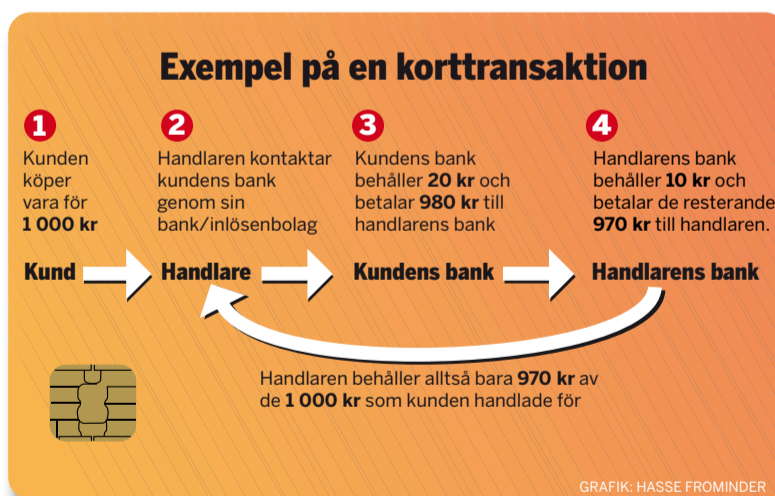 Exempel på en korttransaktion
1
Kunden
köper
vara för
1 000 kr
2
Handlaren kontaktar
kundens bank
genom sin
bank/inlösenbolag
3
Kundens bank
behåller 20 kr och
betalar 980 kr till
handlarens bank
4
Handlarens bank
behåller 10 kr och
betalar de resterande
970 kr till handlaren.
Kund
Handlare
Kundens bank
Handlarens bank
Handlaren behåller alltså bara 970 kr av
de 1 000 kr som kunden handlade för
GRAFIK: HASSE FROMINDER